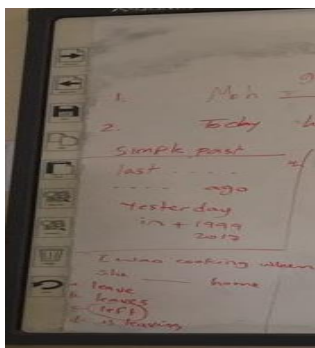 1.
2. Today
Simple past
last - - - - -
- - - - ago
Yesterday
in + 1999
2017
I was cooking when
she ____ home
a. leave
b. leaves
c. left
d. is leaving